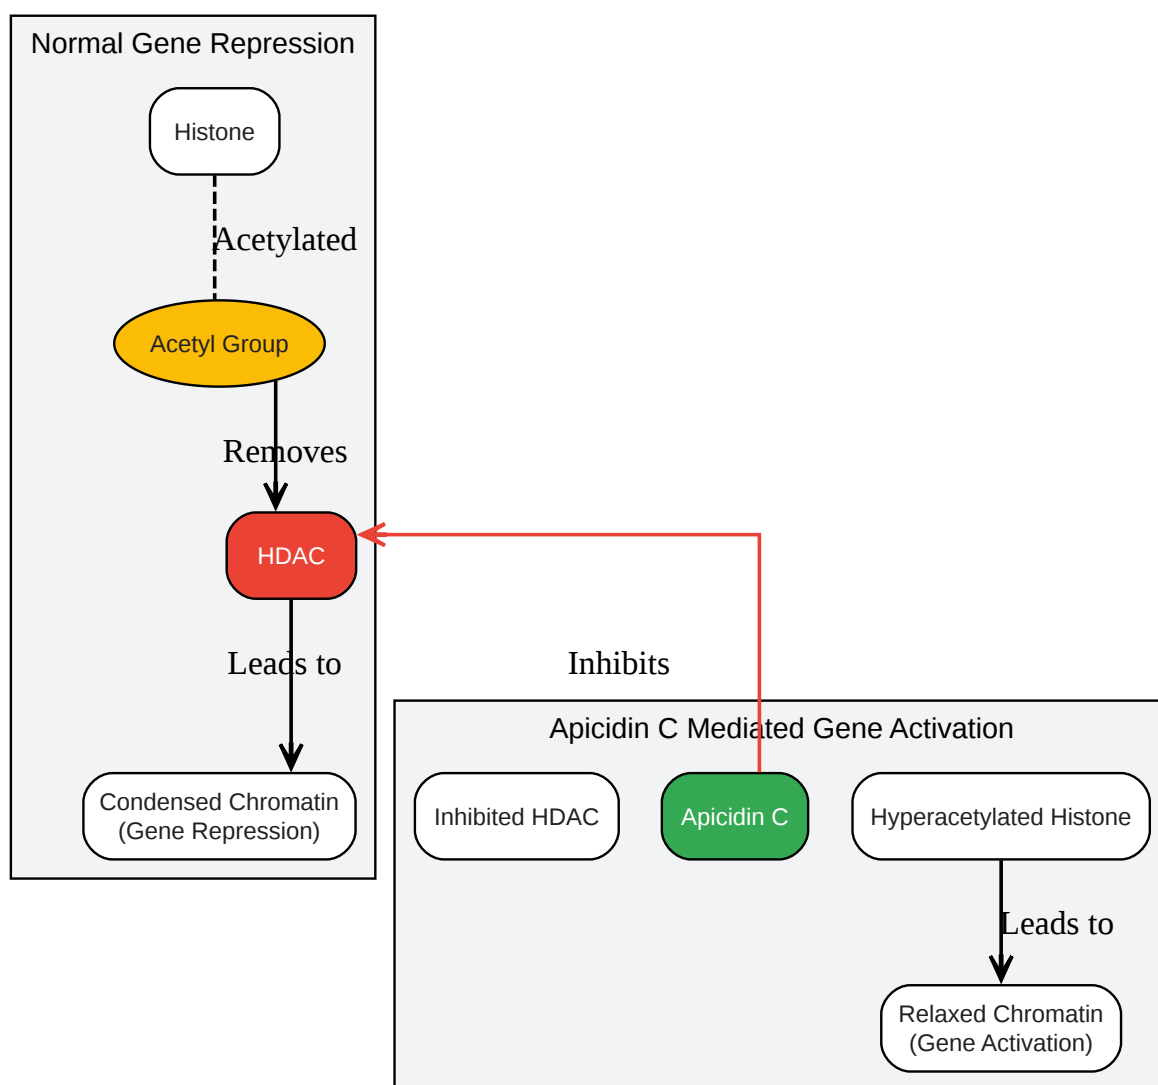 Normal Gene Repression
Histone
Acetylated
Acetyl Group
Removes
HDAC
Leads to
Condensed Chromatin
(Gene Repression)
Inhibits
Apicidin C Mediated Gene Activation
Inhibited HDAC
Apicidin C
Hyperacetylated Histone
Leads to
Relaxed Chromatin
(Gene Activation)